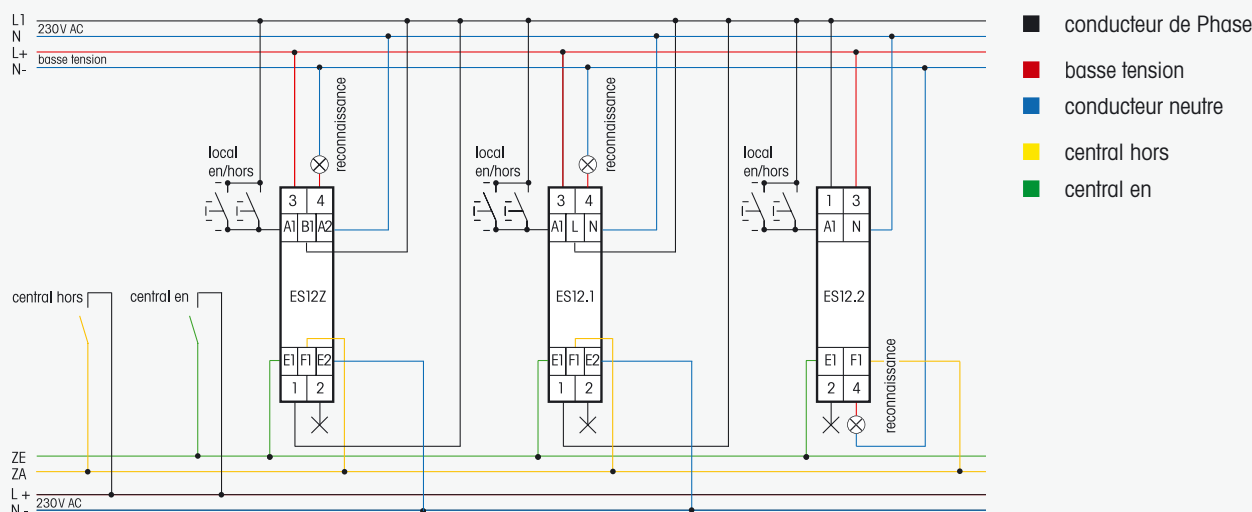 L1
230V AC
N
L+
basse tension
N-
conducteur de Phase
basse tension
conducteur neutre
central hors
central en
local
en/hors
reconnaissance
3 4
A1 B1 A2
ES12Z
E1 F1 E2
1 2
local
en/hors
reconnaissance
3 4
A1 L N
ES12.1
E1 F1 E2
1 2
local
en/hors
1 3
A1 N
ES12.2
E1 F1
2 4
reconnaissance
central hors
central en
ZE
ZA
L +
230V AC
N -